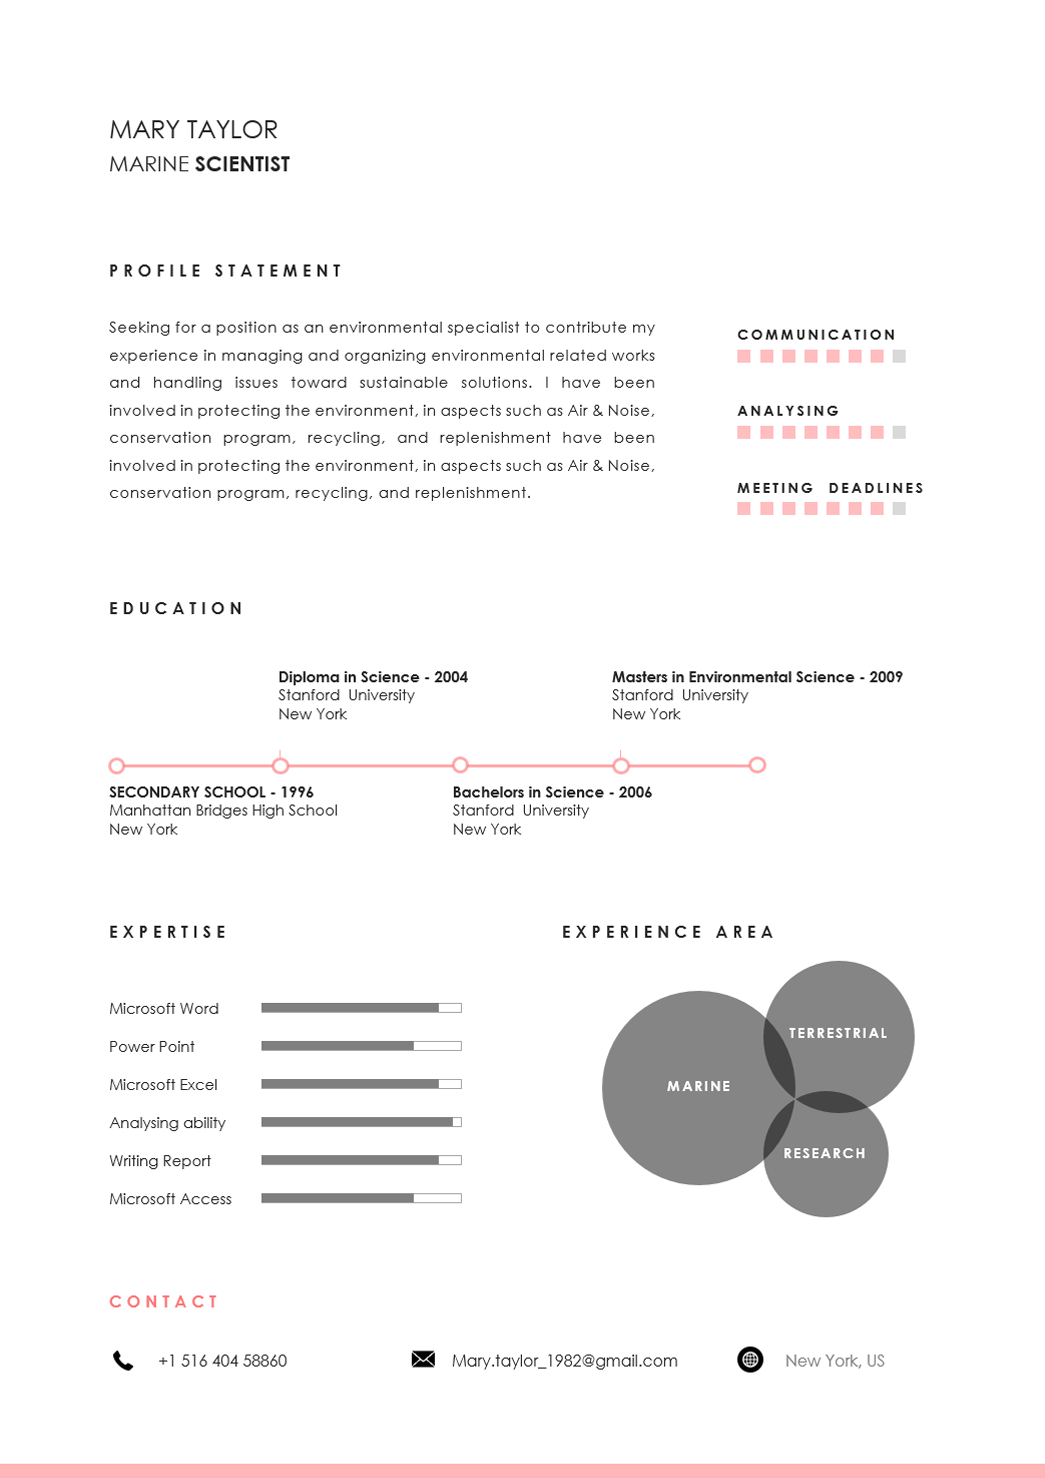 MARY TAYLOR
MARINE SCIENTIST
PROFILE STATEMENT
Seeking for a position as an environmental specialist to contribute my
experience in managing and organizing environmental related works
and handling issues toward sustainable solutions. I have been
involved in protecting the environment, in aspects such as Air & Noise,
conservation program, recycling, and replenishment have been
involved in protecting the environment, in aspects such as Air & Noise,
conservation program, recycling, and replenishment.
COMMUNICATION
ANALYSING
MEETING DEADLINES
EDUCATION
Diploma in Science - 2004
Stanford University
New York
Masters in Environmental Science - 2009
Stanford University
New York
SECONDARY SCHOOL - 1996
Manhattan Bridges High School
New York
Bachelors in Science - 2006
Stanford University
New York
EXPERTISE
Microsoft Word
Power Point
Microsoft Excel
Analysing ability
Writing Report
Microsoft Access
EXPERIENCE AREA
TERRESTRIAL
MARINE
RESEARCH
CONTACT
+1 516 404 58860
Mary.taylor_1982@gmail.com
New York, US